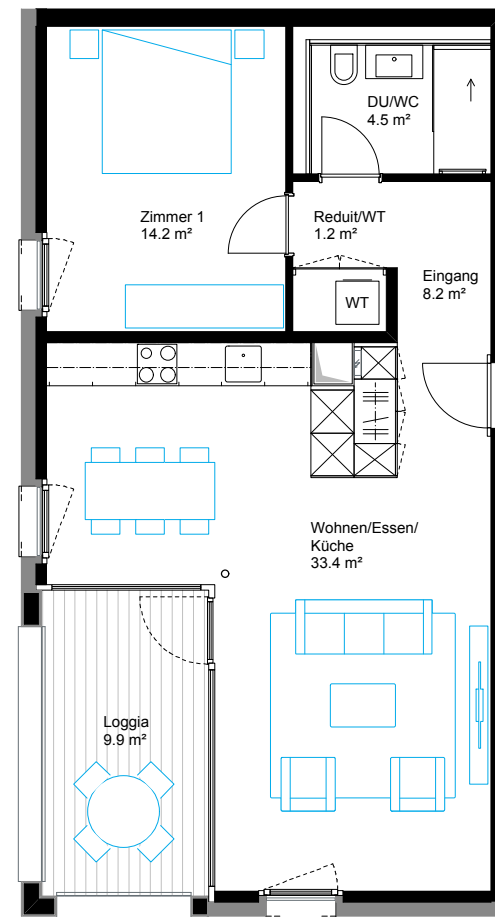 DU/WC
4.5 m²
Zimmer 1
14.2 m²
Reduit/WT
1.2 m²
Eingang
8.2 m²
WT
Wohnen/Essen/
Küche
33.4 m²
Loggia
9.9 m²